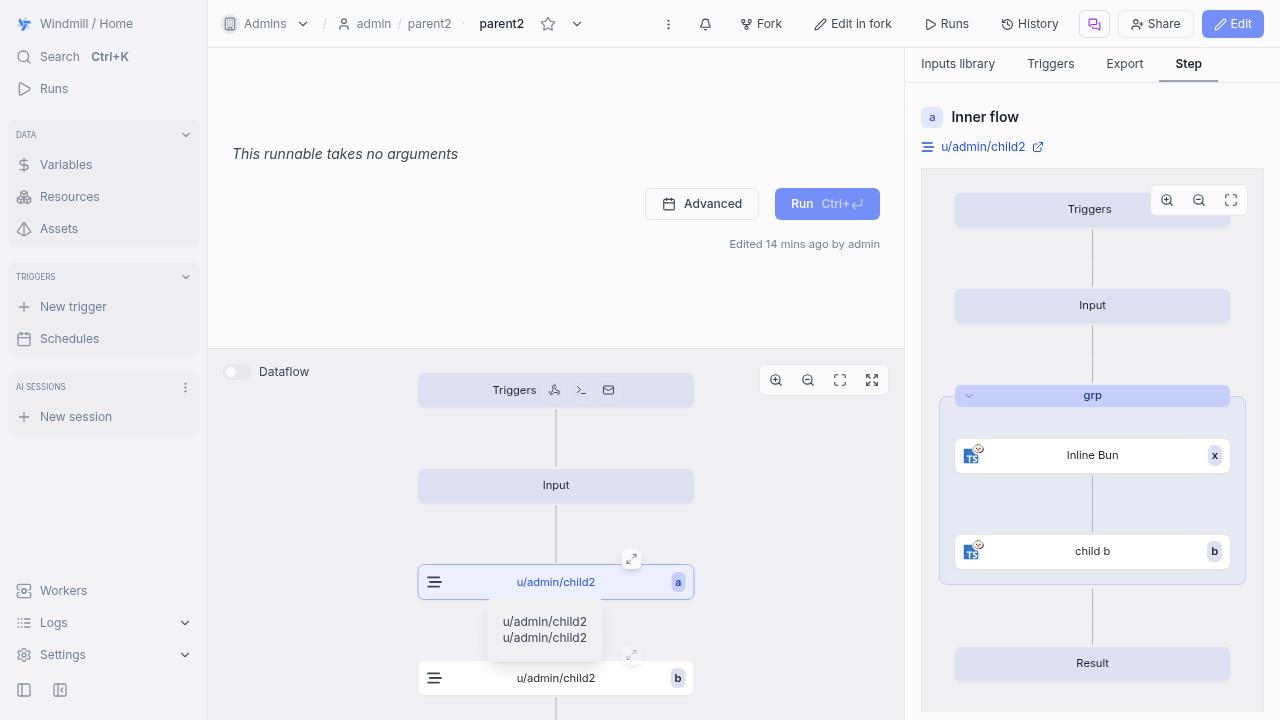 Windmill / Home
Search Ctrl+K
Runs
DATA
Variables
Resources
Assets
TRIGGERS
New trigger
Schedules
AI SESSIONS
New session
Workers
Logs
Settings
Admins / admin / parent2 · parent2
Fork
Edit in fork
Runs
History
Share
Edit
This runnable takes no arguments
Advanced
Run Ctrl+
Edited 14 mins ago by admin
Dataflow
Triggers
Input
u/admin/child2 a
u/admin/child2
u/admin/child2
u/admin/child2 b
Inputs library
Triggers
Export
Step
a Inner flow
u/admin/child2
Triggers
Input
grp
TS Inline Bun x
TS child b b
Result